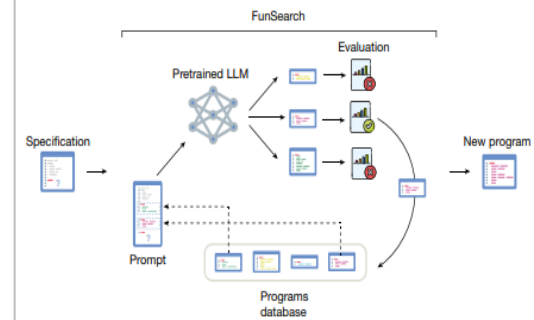 FunSearch
Evaluation
Pretrained LLM
Specification
New program
?
?
Prompt
Programs
database